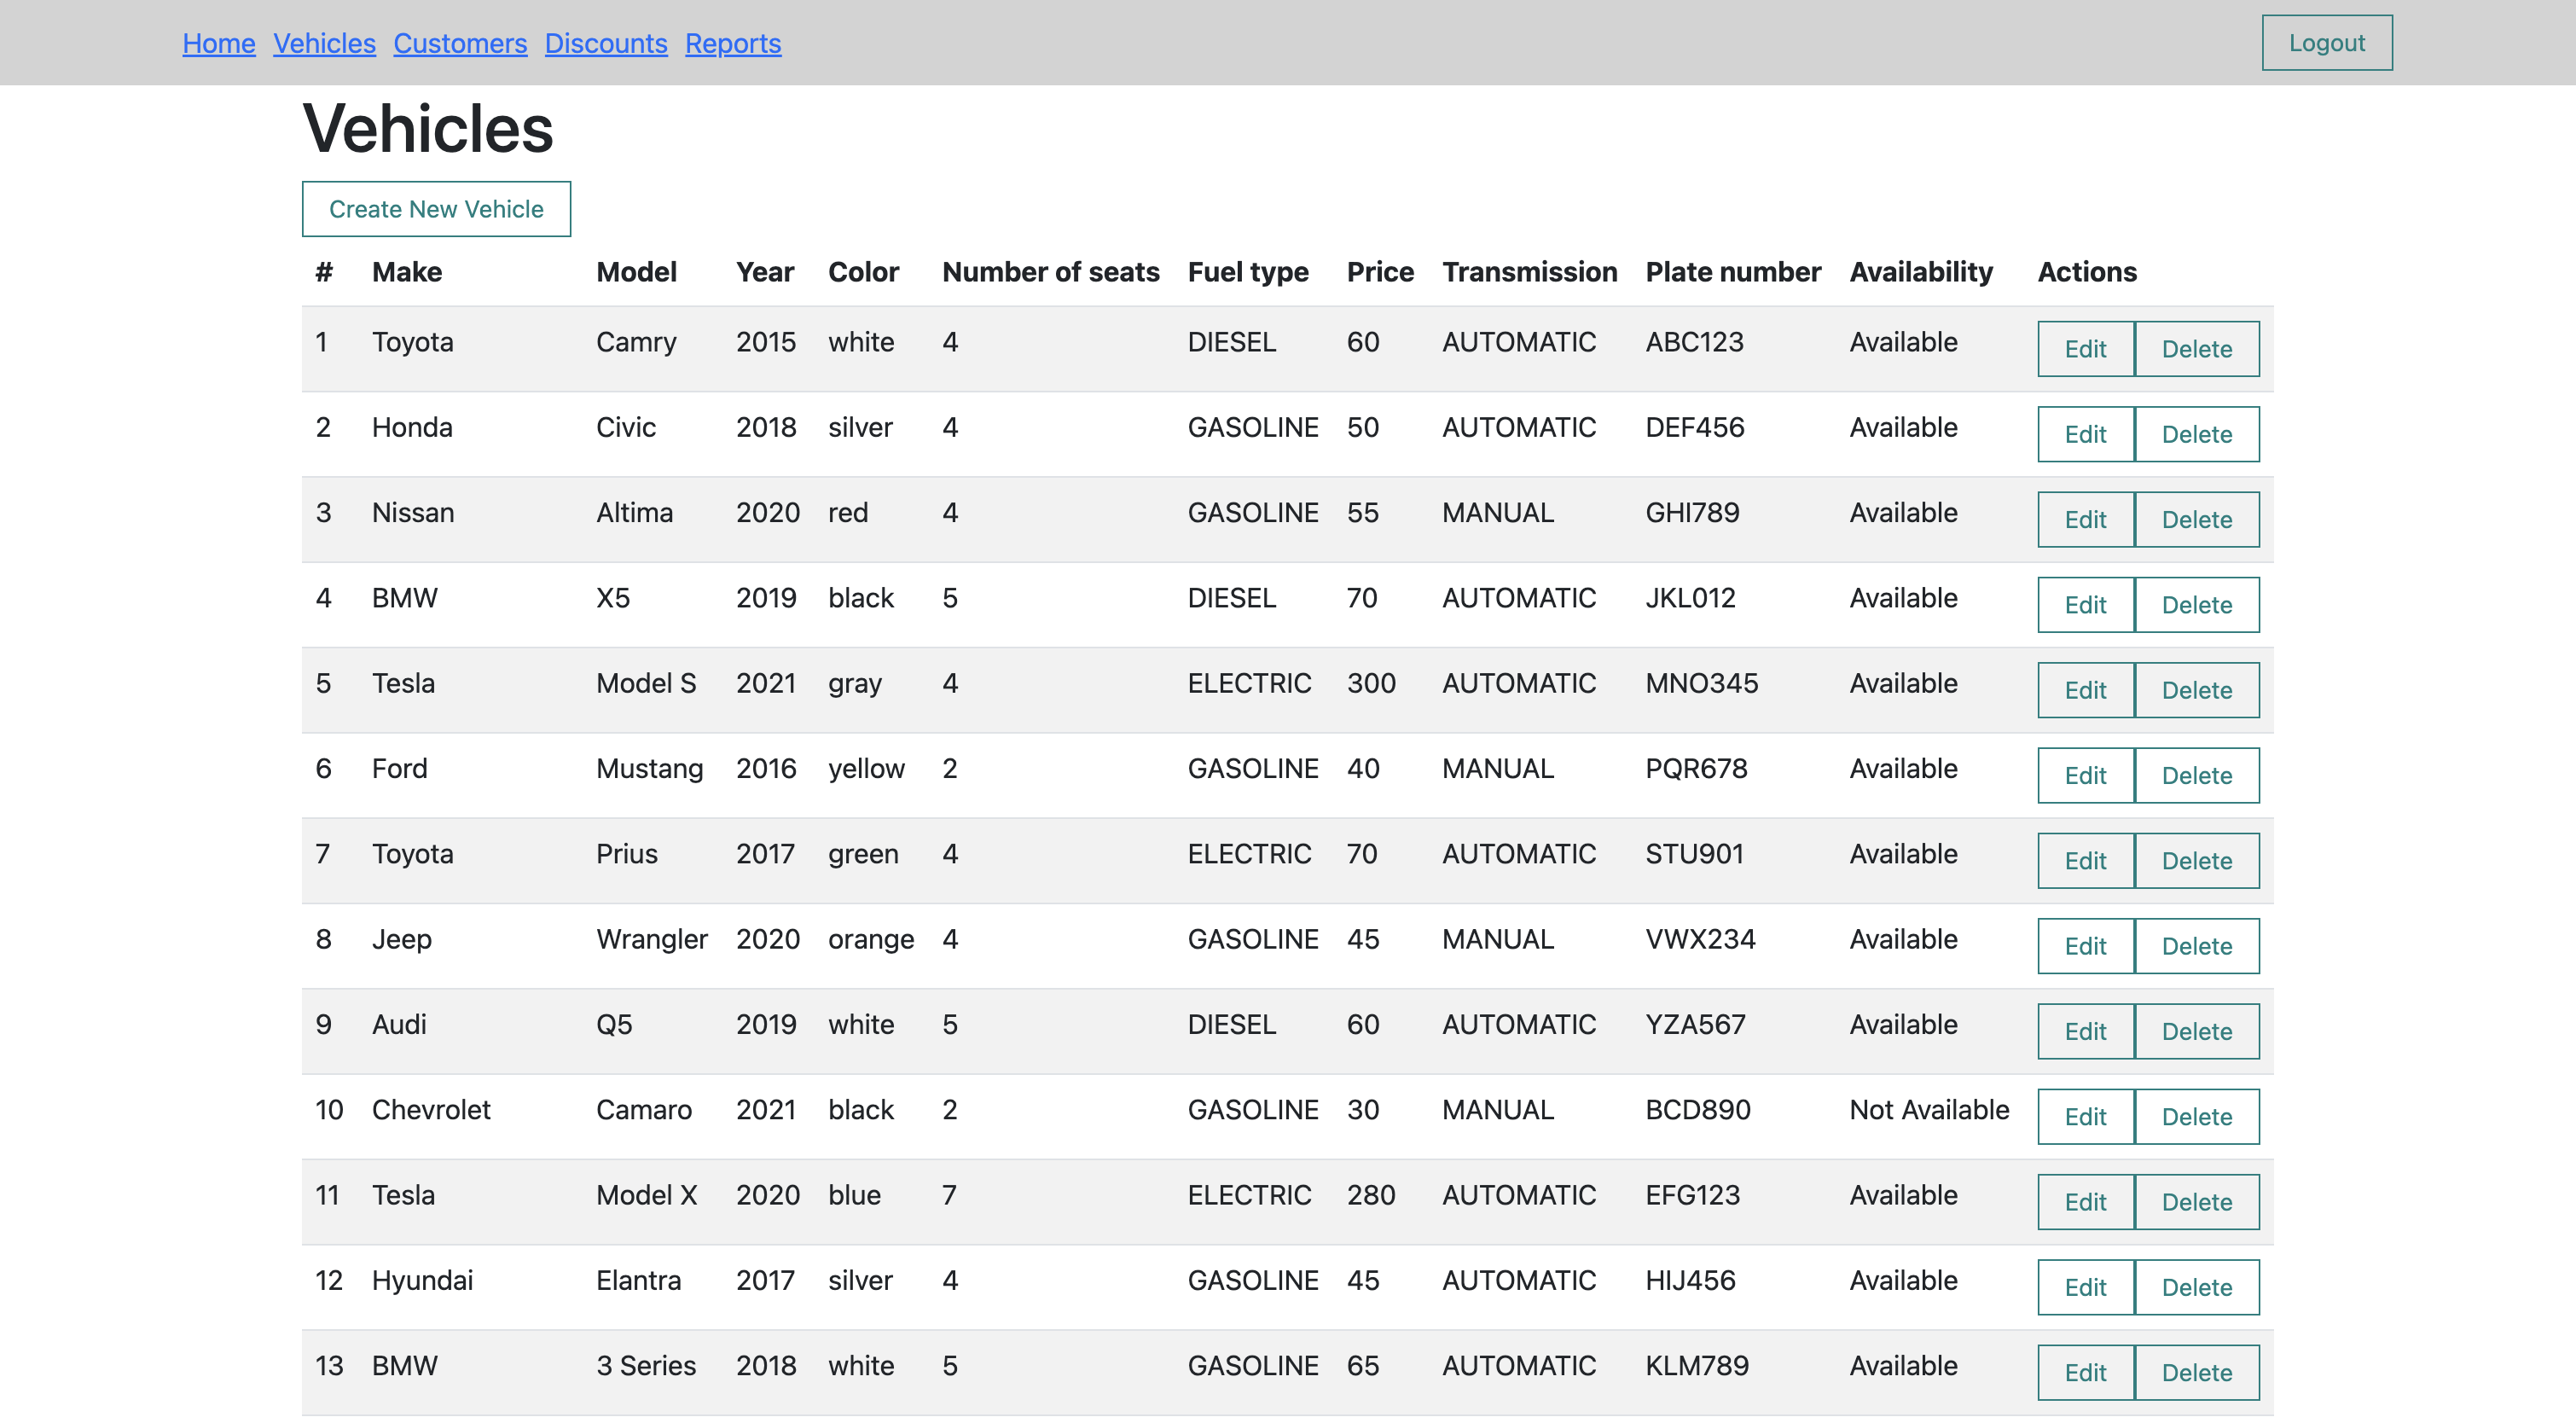 Home Vehicles Customers Discounts Reports Logout
Vehicles
Create New Vehicle
# Make Model Year Color Number of seats Fuel type Price Transmission Plate number Availability Actions
1 Toyota Camry 2015 white 4 DIESEL 60 AUTOMATIC ABC123 Available Edit Delete
2 Honda Civic 2018 silver 4 GASOLINE 50 AUTOMATIC DEF456 Available Edit Delete
3 Nissan Altima 2020 red 4 GASOLINE 55 MANUAL GHI789 Available Edit Delete
4 BMW X5 2019 black 5 DIESEL 70 AUTOMATIC JKL012 Available Edit Delete
5 Tesla Model S 2021 gray 4 ELECTRIC 300 AUTOMATIC MNO345 Available Edit Delete
6 Ford Mustang 2016 yellow 2 GASOLINE 40 MANUAL PQR678 Available Edit Delete
7 Toyota Prius 2017 green 4 ELECTRIC 70 AUTOMATIC STU901 Available Edit Delete
8 Jeep Wrangler 2020 orange 4 GASOLINE 45 MANUAL VWX234 Available Edit Delete
9 Audi Q5 2019 white 5 DIESEL 60 AUTOMATIC YZA567 Available Edit Delete
10 Chevrolet Camaro 2021 black 2 GASOLINE 30 MANUAL BCD890 Not Available Edit Delete
11 Tesla Model X 2020 blue 7 ELECTRIC 280 AUTOMATIC EFG123 Available Edit Delete
12 Hyundai Elantra 2017 silver 4 GASOLINE 45 AUTOMATIC HIJ456 Available Edit Delete
13 BMW 3 Series 2018 white 5 GASOLINE 65 AUTOMATIC KLM789 Available Edit Delete